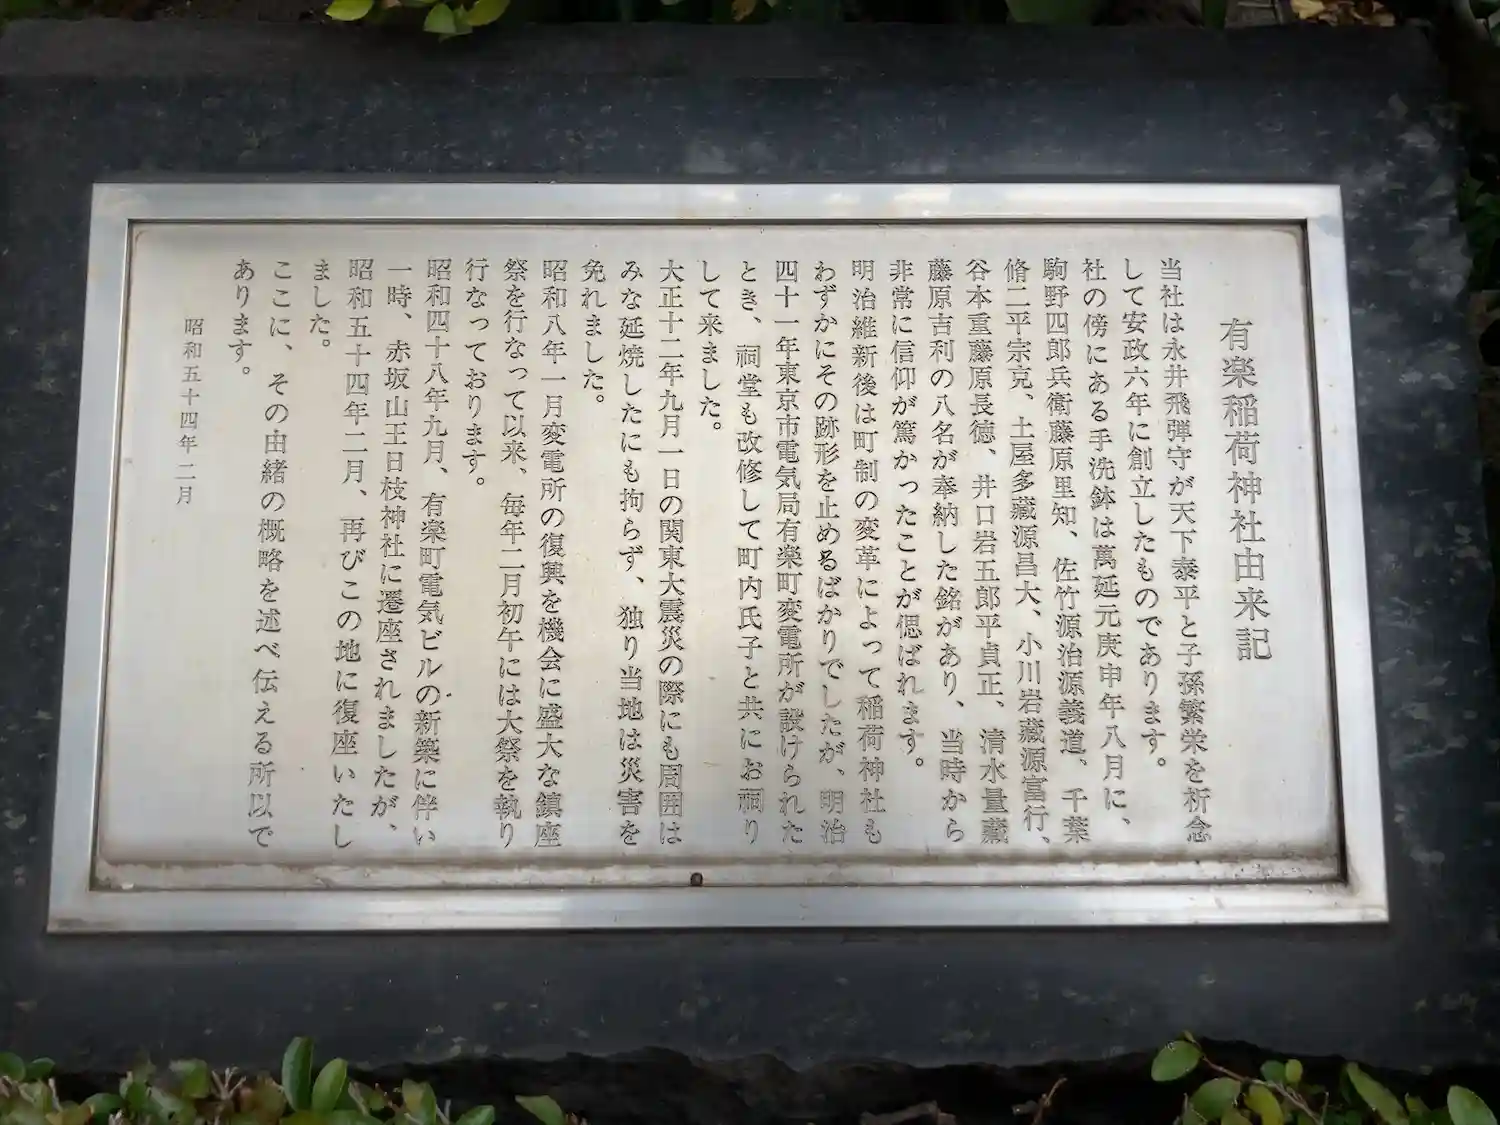 有楽稲荷神社由来記
当社は永井飛弾守が天下泰平と子孫繁栄を祈念
して安政六年に創立したものであります。
社の傍にある手洗鉢は萬延元庚申年八月に、
駒野四郎兵衛藤原里知、佐竹源治源義道、千葉
脩二平宗克、土屋多藏源昌大、小川岩藏源富行、
谷本重藤原長徳、井口岩五郎平貞正、清水量藏
藤原吉利の八名が奉納した銘があり、当時から
非常に信仰が篤かったことが偲ばれます。
明治維新後は町制の変革によって稲荷神社も
わずかにその跡形を止めるばかりでしたが、明治
四十一年東京市電気局有楽町変電所が設けられた
とき、祠堂も改修して町内氏子と共にお祠り
して来ました。
大正十二年九月一日の関東大震災の際にも周囲は
みな延焼したにも拘らず、独り当地は災害を
免れました。
昭和八年一月変電所の復興を機会に盛大な鎮座
祭を行なって以来、毎年二月初午には大祭を執り
行なっております。
昭和四十八年九月、有楽町電気ビルの新築に伴い
一時、赤坂山王日枝神社に遷座されましたが、
昭和五十四年二月、再びこの地に復座いたし
ました。
ここに、その由緒の概略を述べ伝える所以で
あります。
昭和五十四年二月